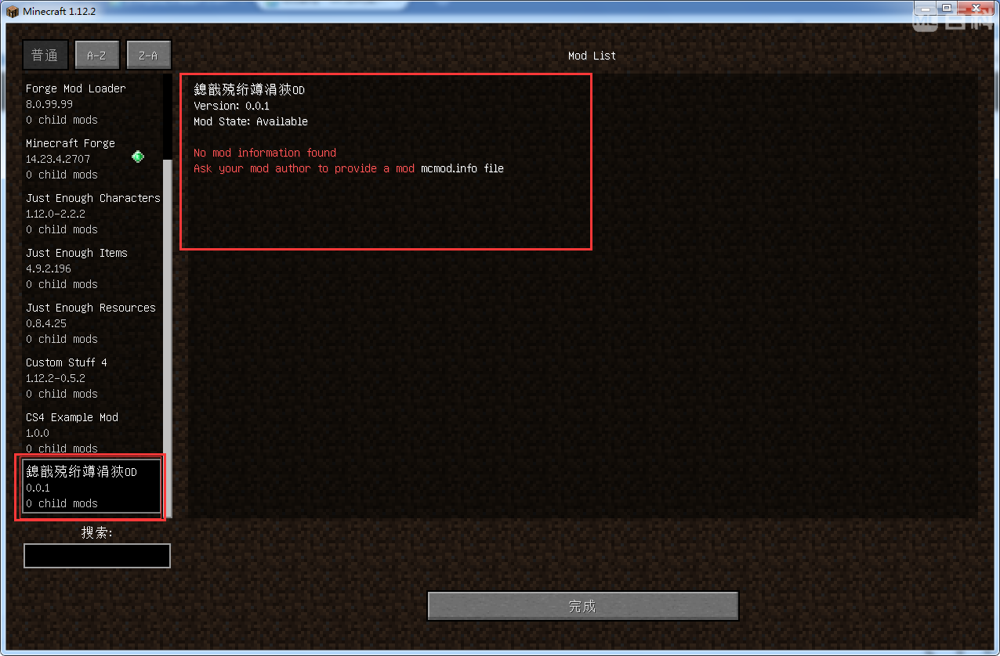 Minecraft 1.12.2
MC百科
普通
A-Z
Z-A
Mod List
Forge Mod Loader
8.0.99.99
0 child mods
Minecraft Forge
14.23.4.2707
0 child mods
Just Enough Characters
1.12.0-2.2.2
0 child mods
Just Enough Items
4.9.2.196
0 child mods
Just Enough Resources
0.8.4.25
0 child mods
Custom Stuff 4
1.12.2-0.5.2
0 child mods
CS4 Example Mod
1.0.0
0 child mods
鎴戠殑绗竴涓狹OD
0.0.1
0 child mods
搜索:
鎴戠殑绗竴涓狹OD
Version: 0.0.1
Mod State: Available
No mod information found
Ask your mod author to provide a mod mcmod.info file
完成